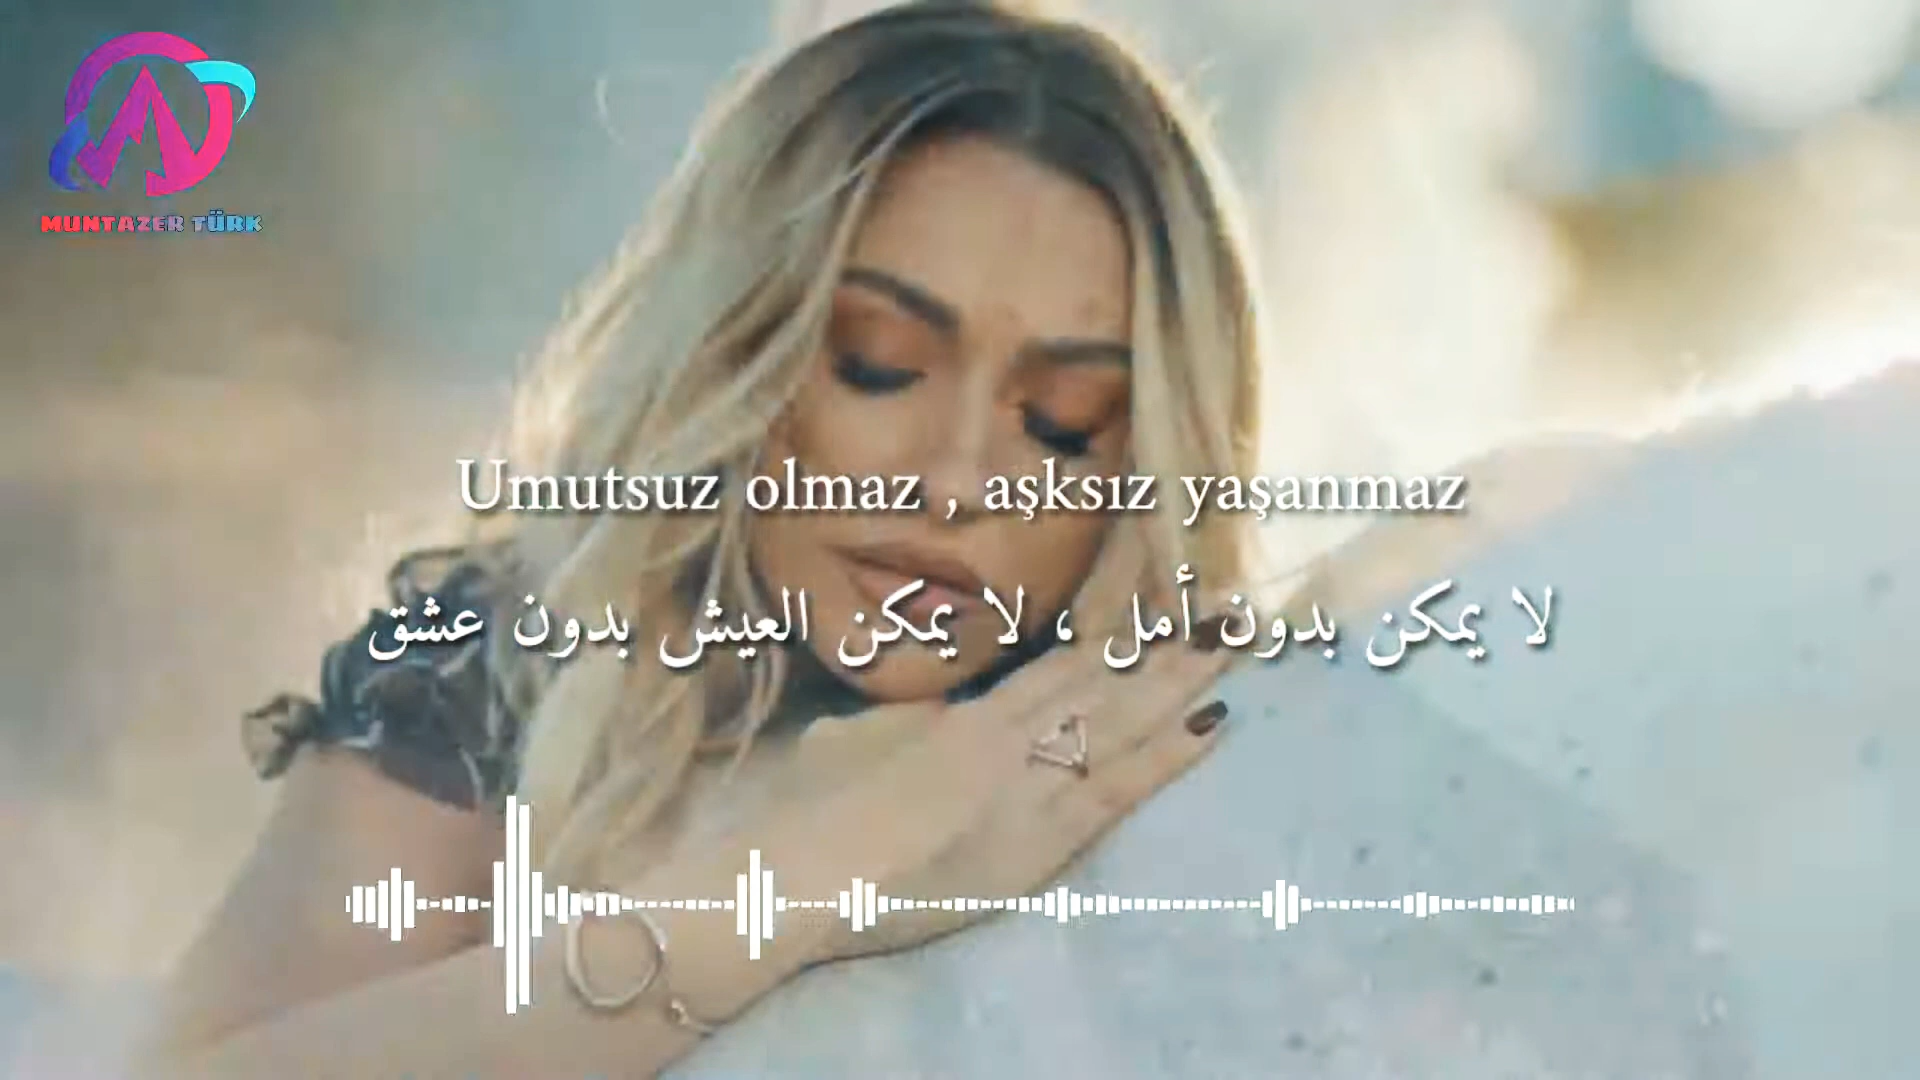 MUNTAZER TÜRK
Umutsuz olmaz , aşksız yaşanmaz
لا يمكن بدون أمل ، لا يمكن العيش بدون عشق